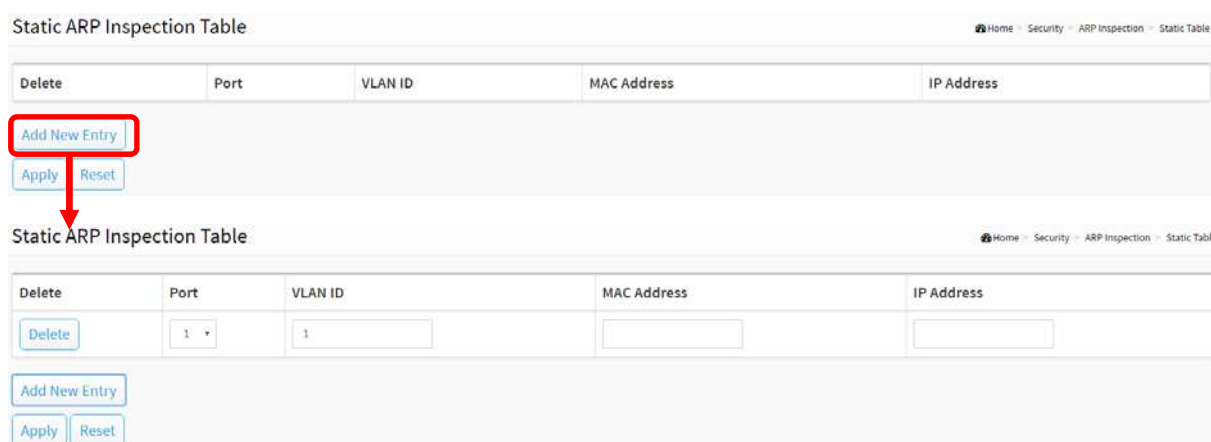 Static ARP Inspection Table
Home > Security > ARP Inspection > Static Table
Delete Port VLAN ID MAC Address IP Address
Add New Entry
Apply Reset
Static ARP Inspection Table
Home > Security > ARP Inspection > Static Tabl
Delete Port VLAN ID MAC Address IP Address
Delete 1 1
Add New Entry
Apply Reset